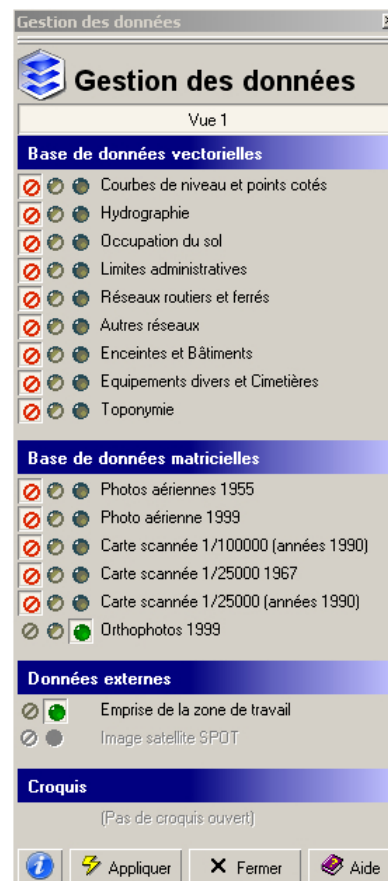 Gestion des données
Gestion des données
Vue 1
Base de données vectorielles
Courbes de niveau et points cotés
Hydrographie
Occupation du sol
Limites administratives
Réseaux routiers et ferrés
Autres réseaux
Enceintes et Bâtiments
Equipements divers et Cimetières
Toponymie
Base de données matricielles
Photos aériennes 1955
Photo aérienne 1999
Carte scannée 1/100000 (années 1990)
Carte scannée 1/25000 1967
Carte scannée 1/25000 (années 1990)
Orthophotos 1999
Données externes
Emprise de la zone de travail
Image satellite SPOT
Croquis
(Pas de croquis ouvert)
Appliquer Fermer Aide